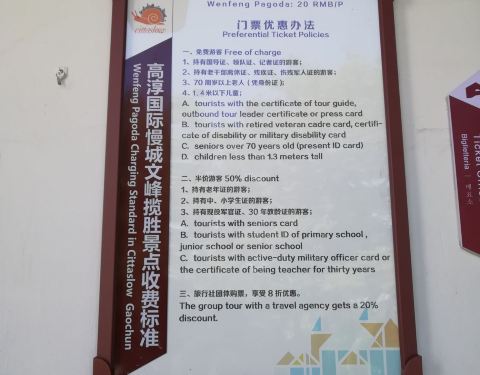 Wenfeng Pagoda: 20 RMB/P
门票优惠办法
Preferential Ticket Policies
一、免费游客 Free of charge
1、持有国导证、领队证、记者证的游客；
2、持有老干部离休证、残疾证、伤残军人证的游客；
3、70周岁以上老人（凭身份证）；
4、1.4米以下儿童；
A. tourists with the certificate of tour guide,
outbound tour leader certificate or press card
B. tourists with retired veteran cadre card, certifi-
cate of disability or military disability card
C. seniors over 70 years old (present ID card)
D. children less than 1.3 meters tall
二、半价游客 50% discount
1、持有老年证的游客；
2、持有中、小学生证的游客；
3、持有现役军官证、30年教龄证的游客；
A. tourists with seniors card
B. tourists with student ID of primary school ,
junior school or senior school
C. tourists with active-duty military officer card or
the certificate of being teacher for thirty years
三、旅行社团体购票，享受8折优惠。
The group tour with a travel agency gets a 20%
discount.
cittaslow
高淳国际慢城文峰揽胜景点收费标准
Wenfeng Pagoda Charging Standard in Cittaslow Gaochun
Biglietteria
매표소